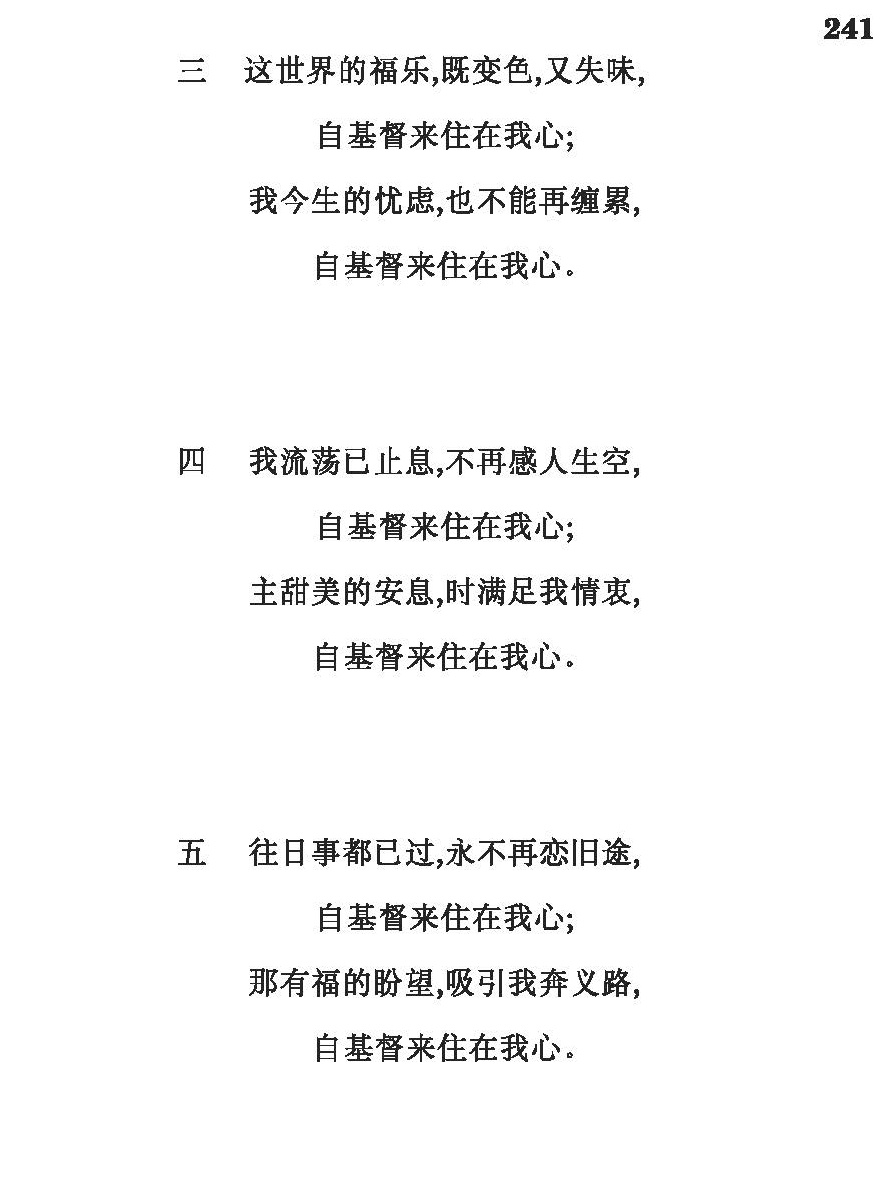 241
三 这世界的福乐,既变色,又失味,
自基督来住在我心;
我今生的忧虑,也不能再缠累,
自基督来住在我心。
四 我流荡已止息,不再感人生空,
自基督来住在我心;
主甜美的安息,时满足我情衷,
自基督来住在我心。
五 往日事都已过,永不再恋旧途,
自基督来住在我心;
那有福的盼望,吸引我奔义路,
自基督来住在我心。